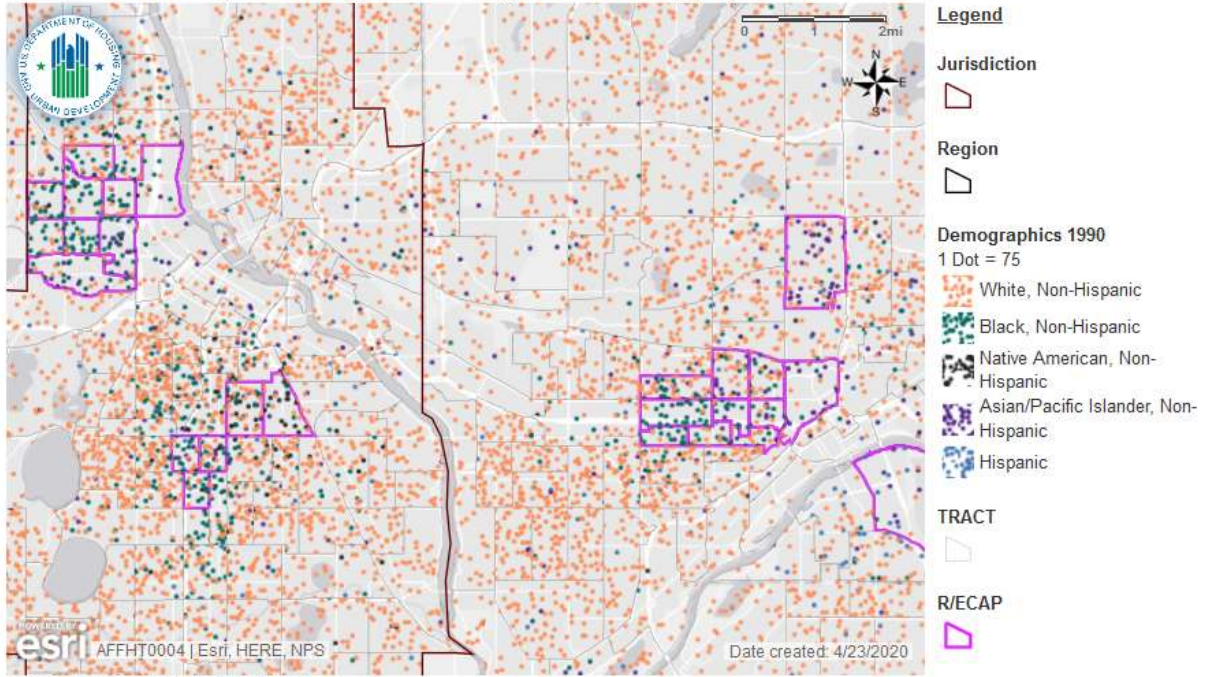 U.S. DEPARTMENT OF HOUSING
AND URBAN DEVELOPMENT
0 1 2mi
N
W E
S
POWERED BY
esri
AFFHT0004 | Esri, HERE, NPS
Date created: 4/23/2020
Legend
Jurisdiction
Region
Demographics 1990
1 Dot = 75
White, Non-Hispanic
Black, Non-Hispanic
Native American, Non-
Hispanic
Asian/Pacific Islander, Non-
Hispanic
Hispanic
TRACT
R/ECAP